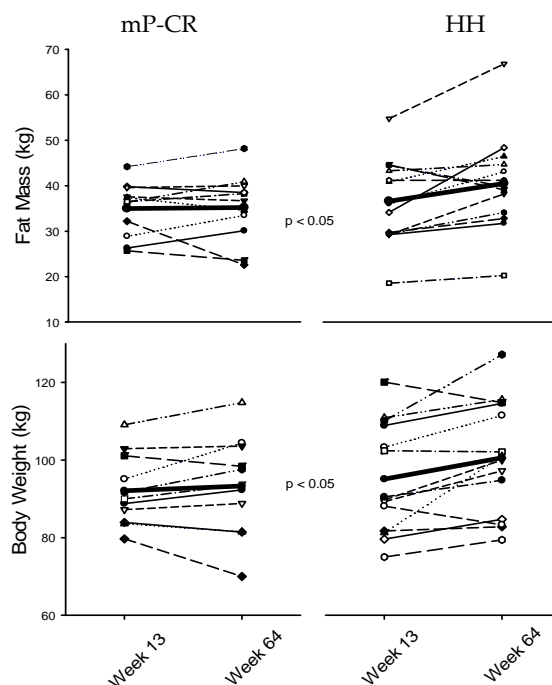 mP-CR HH
Fat Mass (kg)
70
60
50
40
30
20
10
p < 0.05
Body Weight (kg)
120
100
80
60
p < 0.05
Week 13 Week 64 Week 13 Week 64